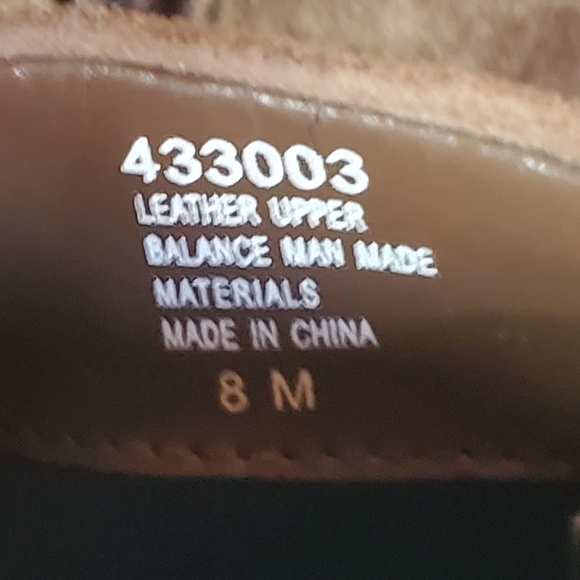 433003
LEATHER UPPER
BALANCE MAN MADE
MATERIALS
MADE IN CHINA
8 M